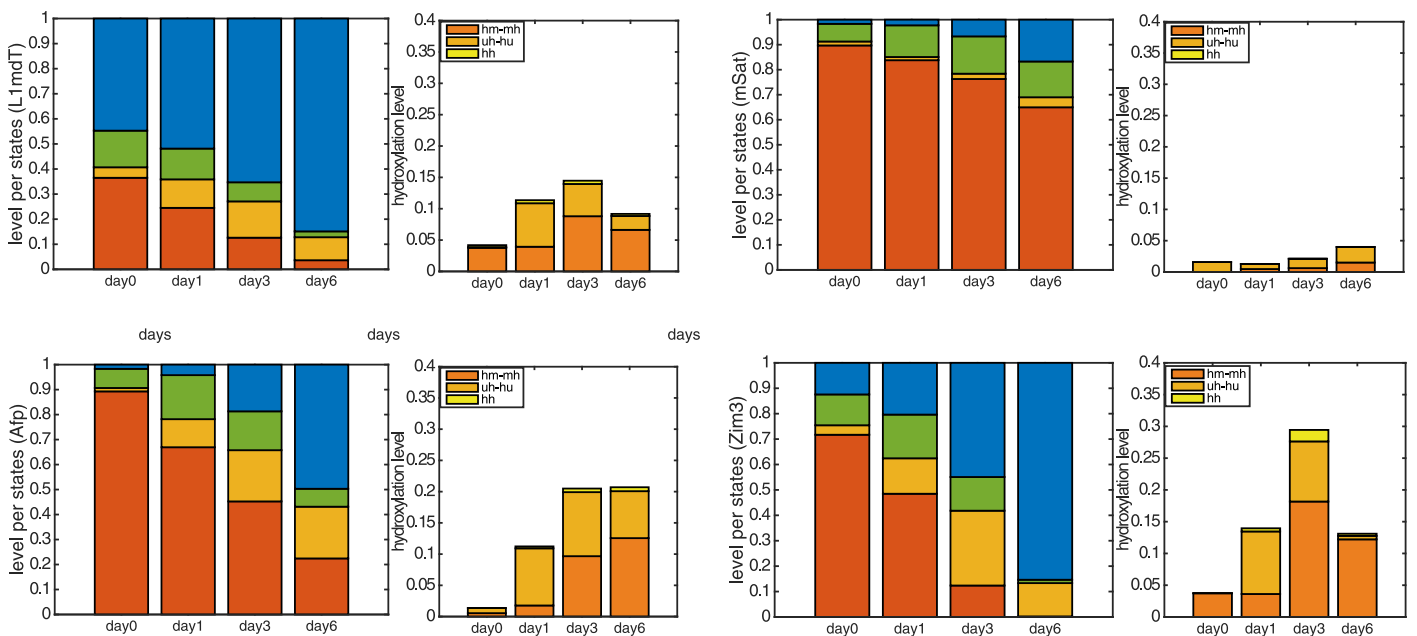 level per states (L1mdT)
1
0.9
0.8
0.7
0.6
0.5
0.4
0.3
0.2
0.1
0
day0 day1 day3 day6
hydroxylation level
0.4
0.35
0.3
0.25
0.2
0.15
0.1
0.05
0
hm-mh
uh-hu
hh
day0 day1 day3 day6
level per states (mSat)
1
0.9
0.8
0.7
0.6
0.5
0.4
0.3
0.2
0.1
0
day0 day1 day3 day6
hydroxylation level
0.4
0.35
0.3
0.25
0.2
0.15
0.1
0.05
0
hm-mh
uh-hu
hh
day0 day1 day3 day6
days days days
level per states (Afp)
1
0.9
0.8
0.7
0.6
0.5
0.4
0.3
0.2
0.1
0
day0 day1 day3 day6
hydroxylation level
0.4
0.35
0.3
0.25
0.2
0.15
0.1
0.05
0
hm-mh
uh-hu
hh
day0 day1 day3 day6
level per states (Zim3)
1
0.9
0.8
0.7
0.6
0.5
0.4
0.3
0.2
0.1
0
day0 day1 day3 day6
hydroxylation level
0.4
0.35
0.3
0.25
0.2
0.15
0.1
0.05
0
hm-mh
uh-hu
hh
day0 day1 day3 day6